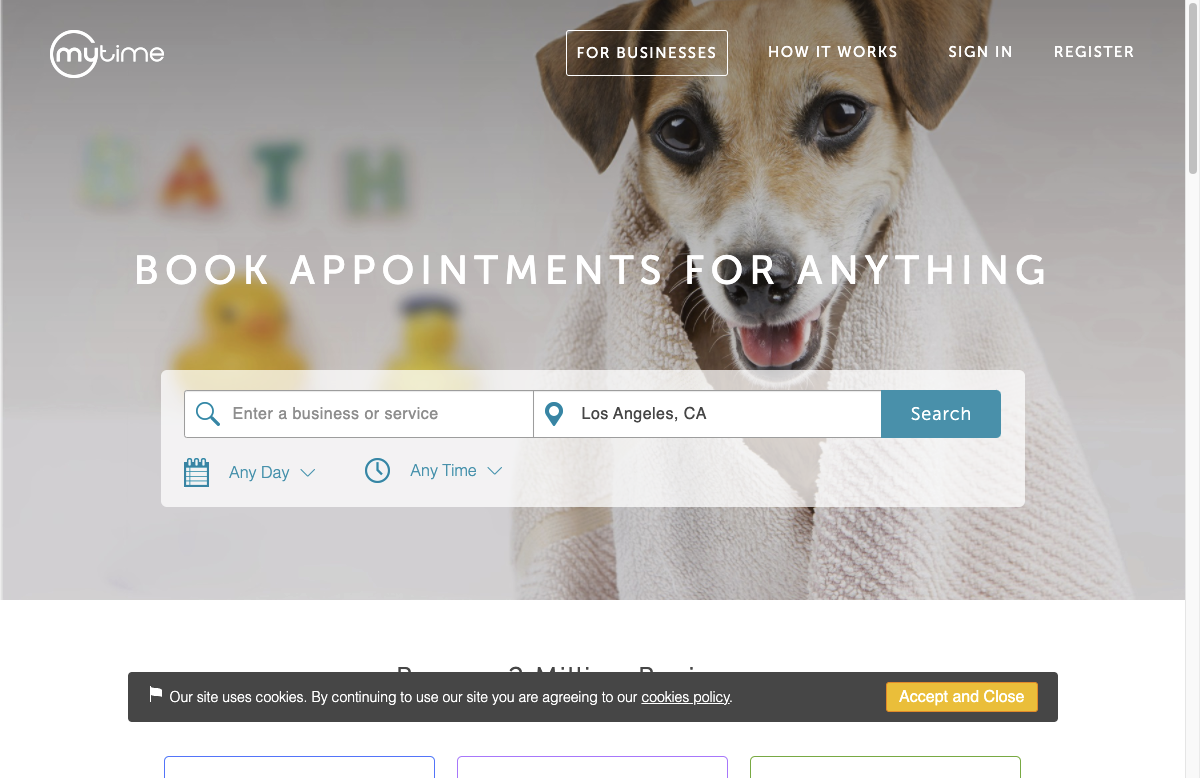 mytime
FOR BUSINESSES
HOW IT WORKS
SIGN IN
REGISTER
BATH
BOOK APPOINTMENTS FOR ANYTHING
Enter a business or service
Los Angeles, CA
Search
Any Day
Any Time
Our site uses cookies. By continuing to use our site you are agreeing to our cookies policy.
Accept and Close